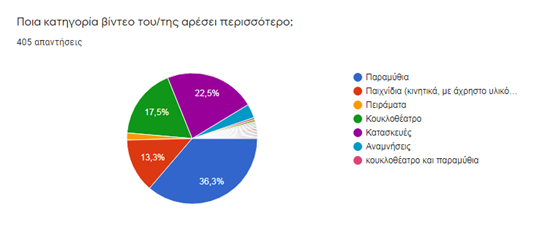 Ποια κατηγορία βίντεο του/της αρέσει περισσότερο;
405 απαντήσεις
22,5%
17,5%
13,3%
36,3%
Παραμύθια
Παιχνίδια (κινητικά, με άχρηστο υλικό…
Πειράματα
Κουκλοθέατρο
Κατασκευές
Αναμνήσεις
κουκλοθέατρο και παραμύθια